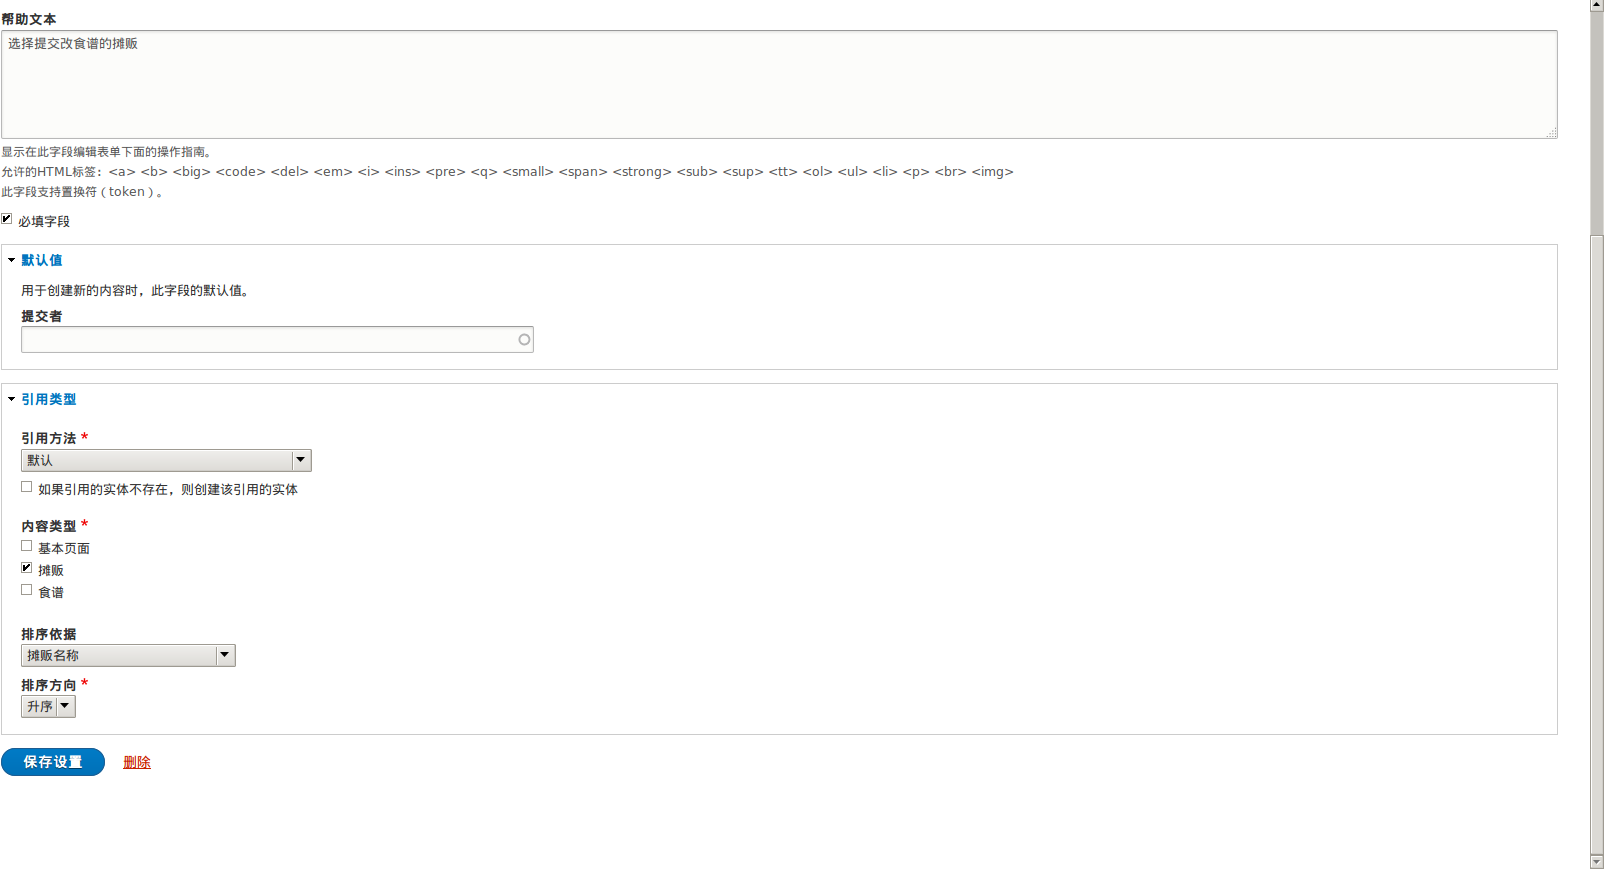 帮助文本
选择提交改食谱的摊贩
显示在此字段编辑表单下面的操作指南。
允许的HTML标签：<a> <b> <big> <code> <del> <em> <i> <ins> <pre> <q> <small> <span> <strong> <sub> <sup> <tt> <ol> <ul> <li> <p> <br> <img>
此字段支持置换符（token）。
必填字段
默认值
用于创建新的内容时，此字段的默认值。
提交者
引用类型
引用方法 *
默认
如果引用的实体不存在，则创建该引用的实体
内容类型 *
基本页面
摊贩
食谱
排序依据
摊贩名称
排序方向 *
升序
保存设置 删除